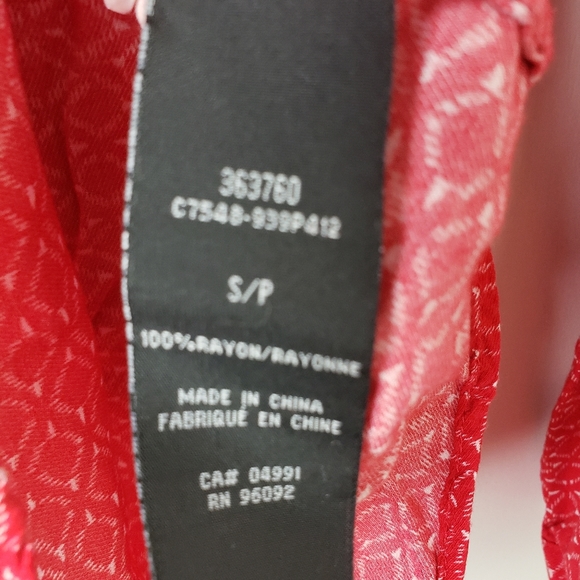 363760
C7548-939P412
S/P
100%RAYON/RAYONNE
MADE IN CHINA
FABRIQUÉ EN CHINE
CA# 04991
RN 96092